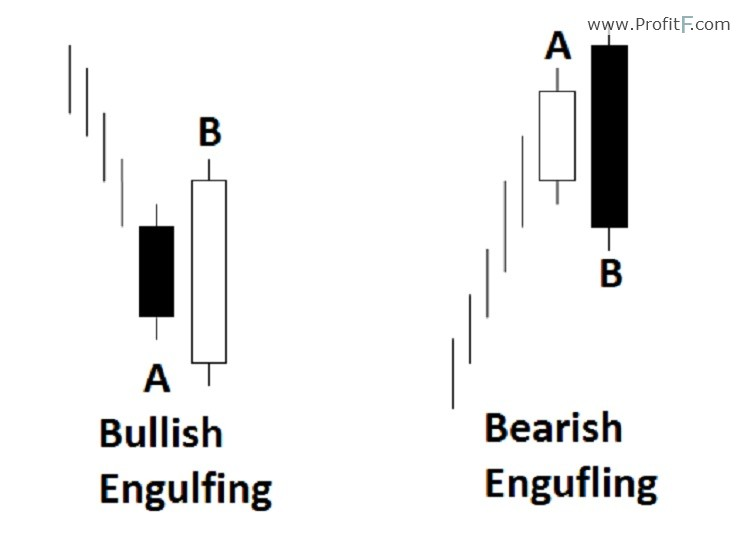 www.ProfitF.com
A
B
A
Bullish
Engulfing
A
B
Bearish
Engufling